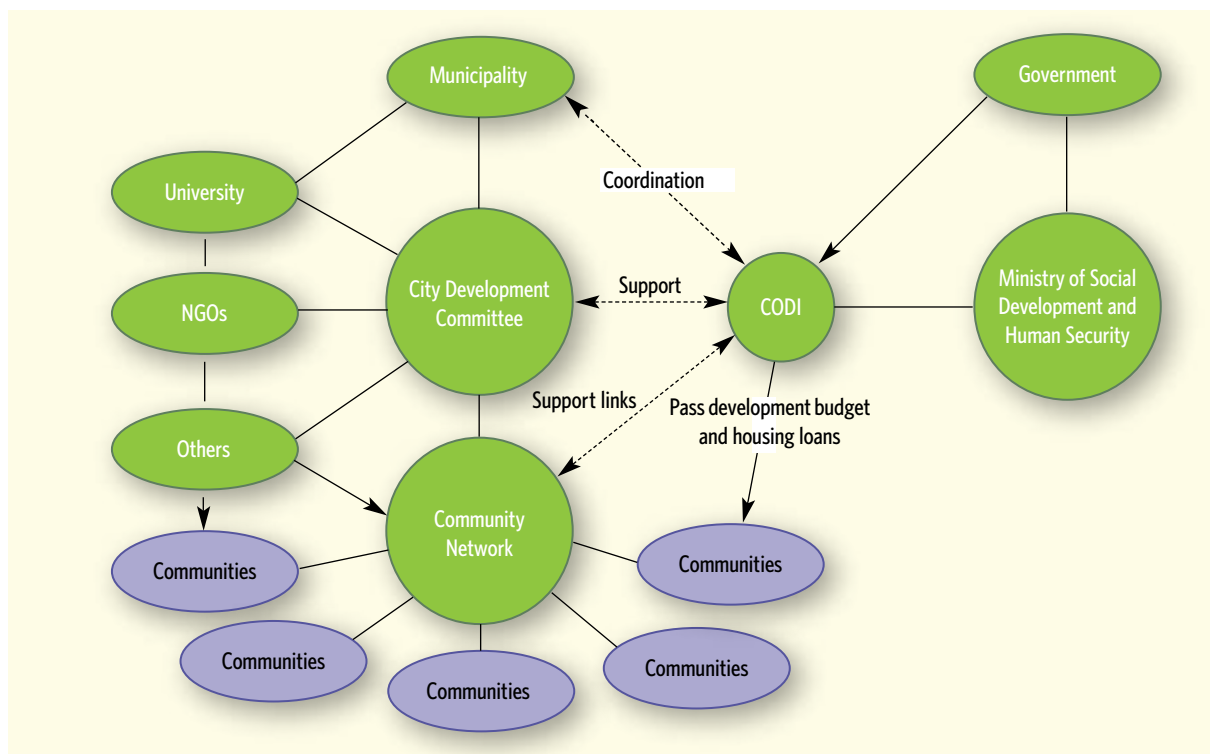 Municipality
Government
Coordination
University
City Development
Committee
Support
CODI
Ministry of Social
Development and
Human Security
NGOs
Support links
Pass development budget
and housing loans
Others
Community
Network
Communities
Communities
Communities
Communities
Communities